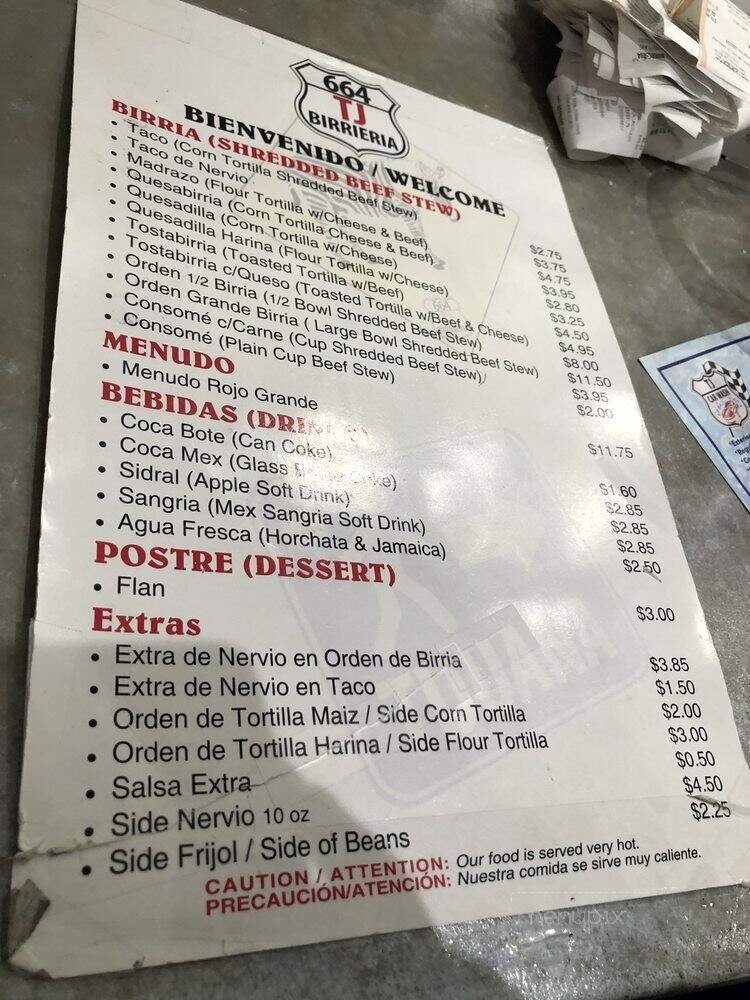 664
TJ
BIRRIERIA
BIENVENIDO / WELCOME
BIRRIA (SHREDDED BEEF STEW)
• Taco (Corn Tortilla Shredded Beef Stew) $2.75
• Taco de Nervio $3.75
• Madrazo (Flour Tortilla w/Cheese & Beef) $4.75
• Quesabirria (Corn Tortilla Cheese & Beef) $3.95
• Quesadilla (Corn Tortilla w/Cheese) $2.80
• Quesadilla Harina (Flour Tortilla w/Cheese) $3.25
• Tostabirria (Toasted Tortilla w/Beef) $4.50
• Tostabirria c/Queso (Toasted Tortilla w/Beef & Cheese) $4.95
• Orden 1/2 Birria (1/2 Bowl Shredded Beef Stew) $8.00
• Orden Grande Birria ( Large Bowl Shredded Beef Stew) $11.50
• Consomé c/Carne (Cup Shredded Beef Stew) $3.95
• Consomé (Plain Cup Beef Stew) $2.00
MENUDO
• Menudo Rojo Grande $11.75
BEBIDAS
• Coca Bote (Can Coke) $1.60
• Coca Mex (Glass $2.85
• Sidral (Apple Soft Drink) $2.85
• Sangria (Mex Sangria Soft Drink) $2.85
• Agua Fresca (Horchata & Jamaica) $2.50
POSTRE (DESSERT)
• Flan $3.00
Extras
• Extra de Nervio en Orden de Birria $3.85
• Extra de Nervio en Taco $1.50
• Orden de Tortilla Maiz / Side Corn Tortilla $2.00
• Orden de Tortilla Harina / Side Flour Tortilla $3.00
• Salsa Extra $0.50
• Side Nervio 10 oz $4.50
• Side Frijol / Side of Beans $2.25
CAUTION / ATTENTION: Our food is served very hot.
PRECAUCIÓN/ATENCIÓN: Nuestra comida se sirve muy caliente.
TJ
CAR WASH
menupix